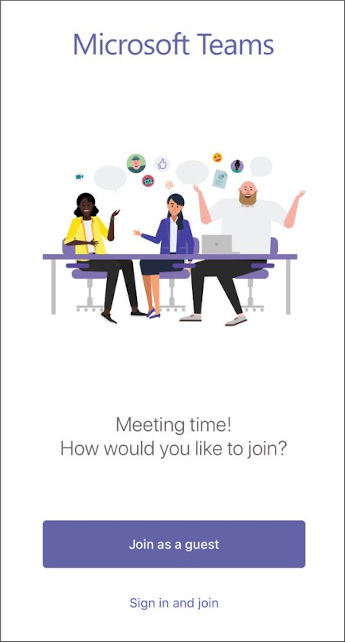 Microsoft Teams
@
Meeting time!
How would you like to join?
Join as a guest
Sign in and join